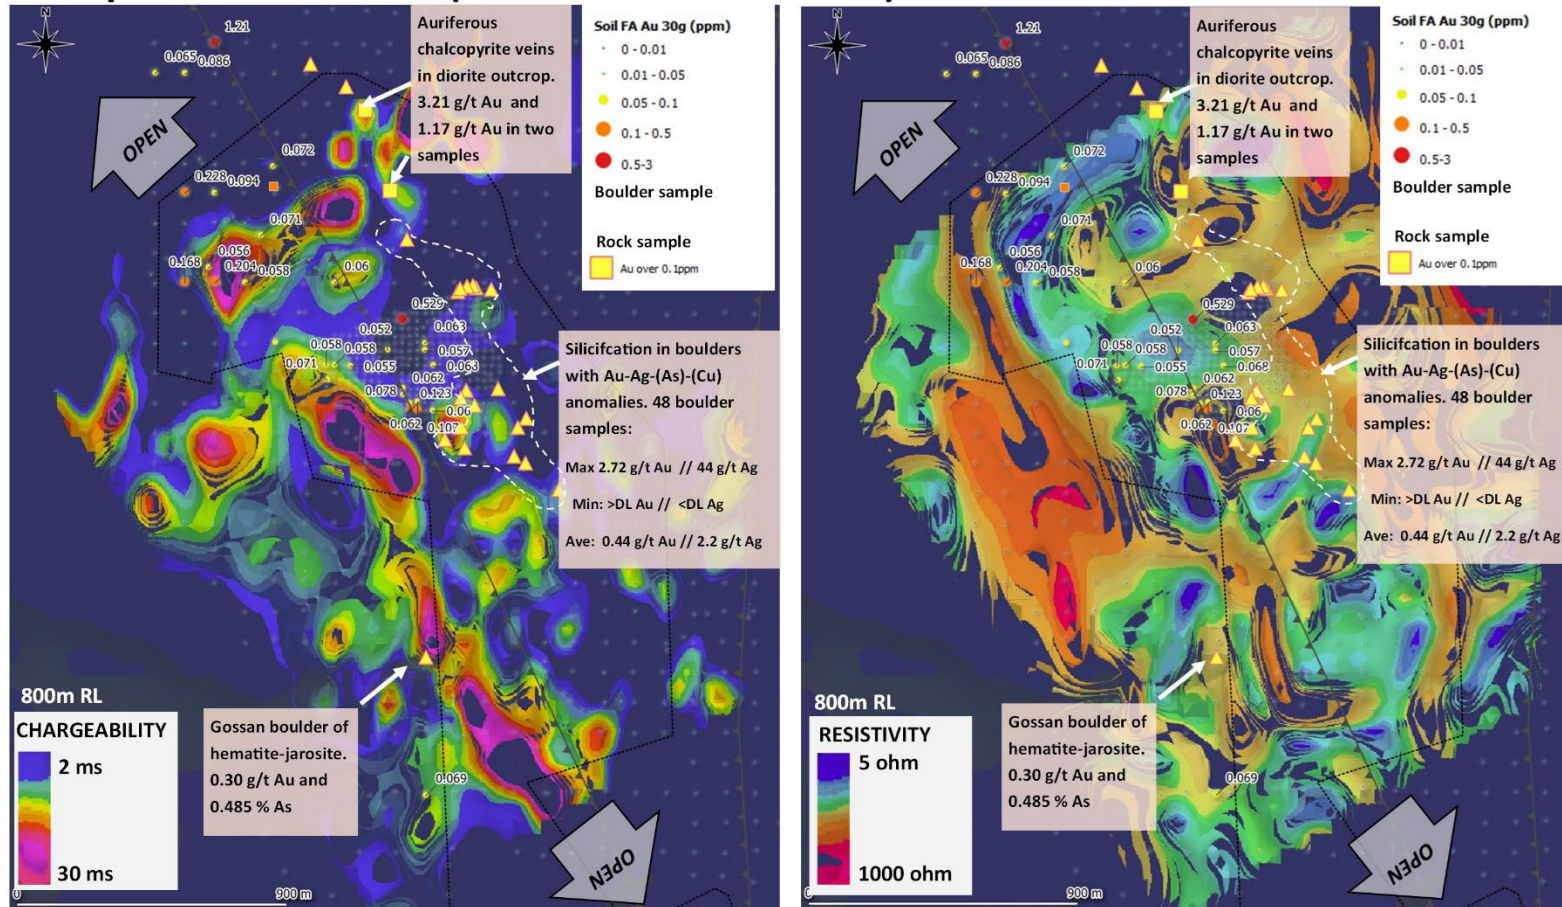 N
1.21
0.065
0.086
OPEN
Auriferous
chalcopyrite veins
in diorite outcrop.
3.21 g/t Au and
1.17 g/t Au in two
samples
Soil FA Au 30g (ppm)
0 - 0.01
0.01 - 0.05
0.05 - 0.1
0.1 - 0.5
0.5-3
Boulder sample
Rock sample
Au over 0.1ppm
0.072
0.228
0.094
0.071
0.056
0.168
0.204
0.058
0.06
0.529
0.052
0.063
0.058
0.058
0.057
0.071
0.055
0.063
0.062
0.078
0.123
0.06
0.062
0.107
Silicifcation in boulders
with Au-Ag-(As)-(Cu)
anomalies. 48 boulder
samples:
Max 2.72 g/t Au // 44 g/t Ag
Min: >DL Au // <DL Ag
Ave: 0.44 g/t Au // 2.2 g/t Ag
800m RL
CHARGEABILITY
2 ms
30 ms
Gossan boulder of
hematite-jarosite.
0.30 g/t Au and
0.485 % As
0.069
OPEN
0
900 m
N
1.21
0.065
0.086
OPEN
Auriferous
chalcopyrite veins
in diorite outcrop.
3.21 g/t Au and
1.17 g/t Au in two
samples
Soil FA Au 30g (ppm)
0 - 0.01
0.01 - 0.05
0.05 - 0.1
0.1 - 0.5
0.5-3
Boulder sample
Rock sample
Au over 0.1ppm
0.072
0.228
0.094
0.071
0.056
0.168
0.204
0.058
0.06
0.529
0.052
0.063
0.058
0.058
0.057
0.071
0.055
0.068
0.062
0.078
0.123
0.06
0.062
0.107
Silicifcation in boulders
with Au-Ag-(As)-(Cu)
anomalies. 48 boulder
samples:
Max 2.72 g/t Au // 44 g/t Ag
Min: >DL Au // <DL Ag
Ave: 0.44 g/t Au // 2.2 g/t Ag
800m RL
RESISTIVITY
5 ohm
1000 ohm
Gossan boulder of
hematite-jarosite.
0.30 g/t Au and
0.485 % As
0.069
OPEN
0
900 m